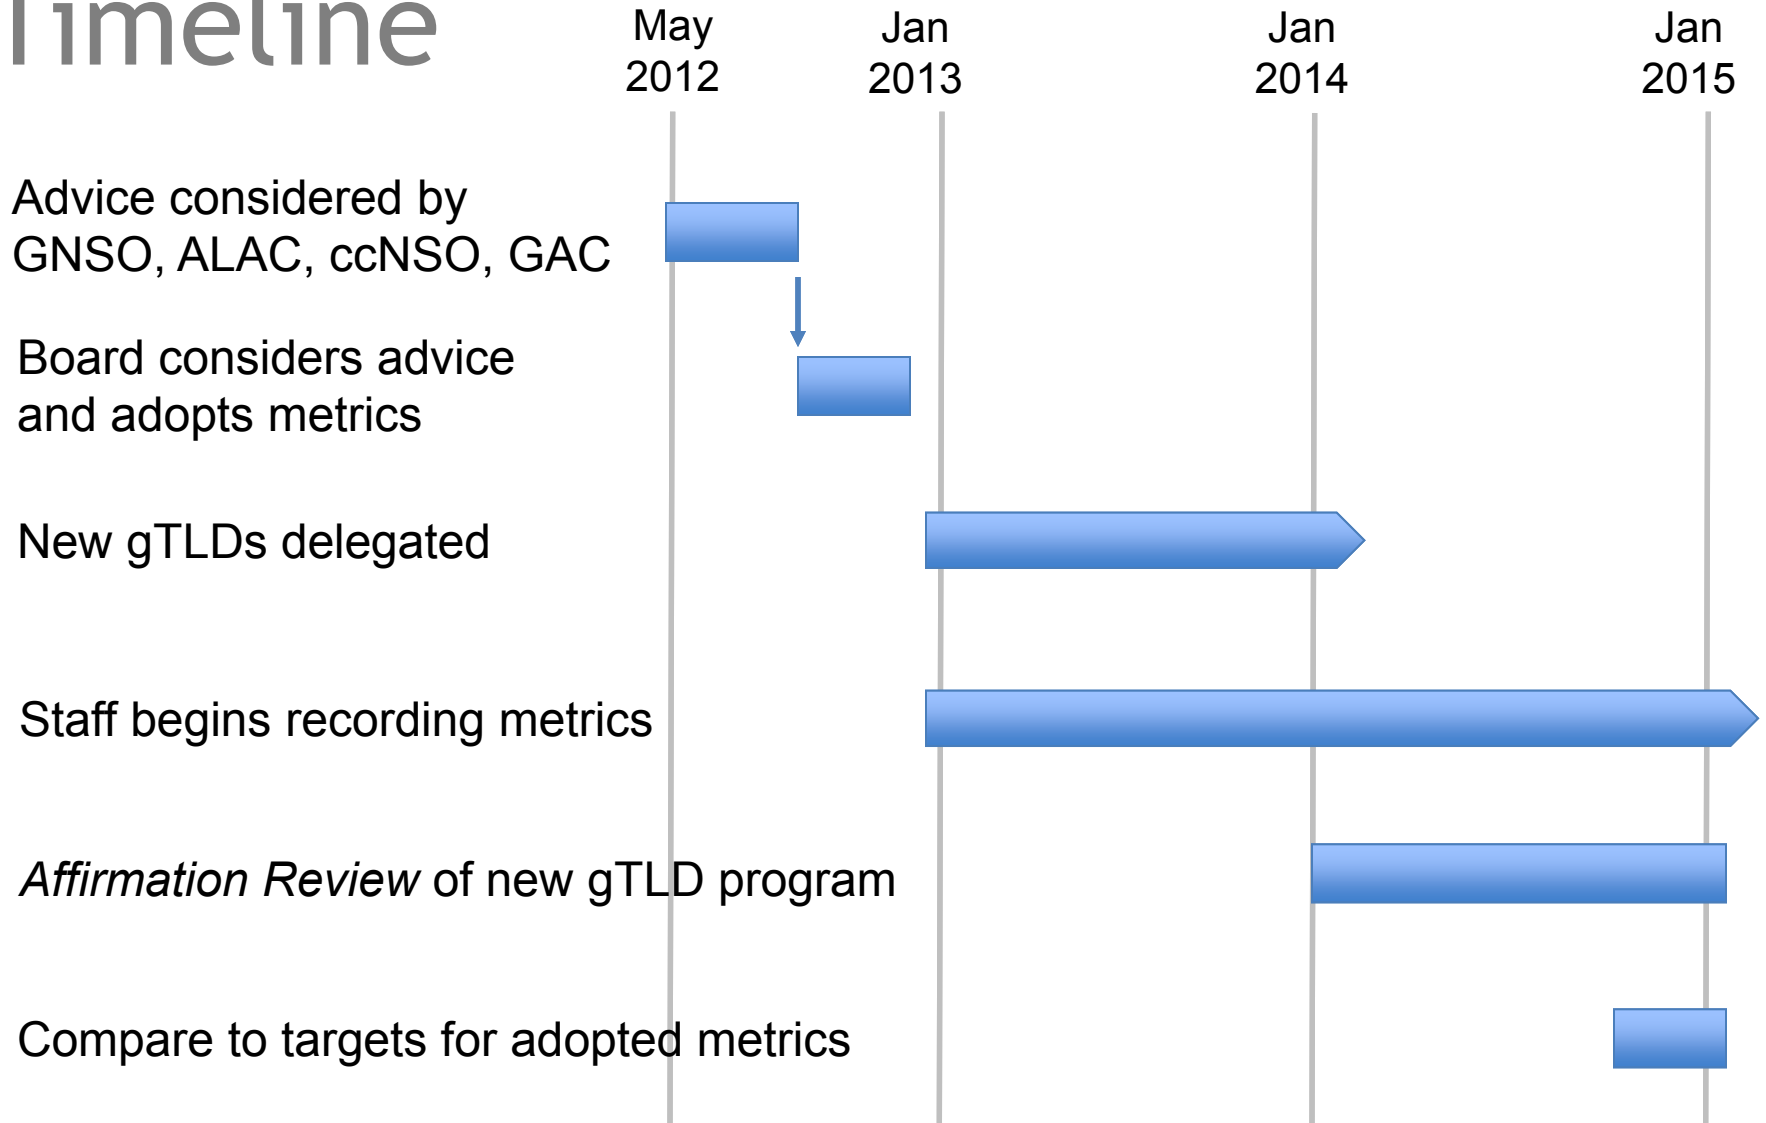 Timeline
May
2012
Jan
2013
Jan
2014
Jan
2015
Advice considered by
GNSO, ALAC, ccNSO, GAC
Board considers advice
and adopts metrics
New gTLDs delegated
Staff begins recording metrics
Affirmation Review of new gTLD program
Compare to targets for adopted metrics